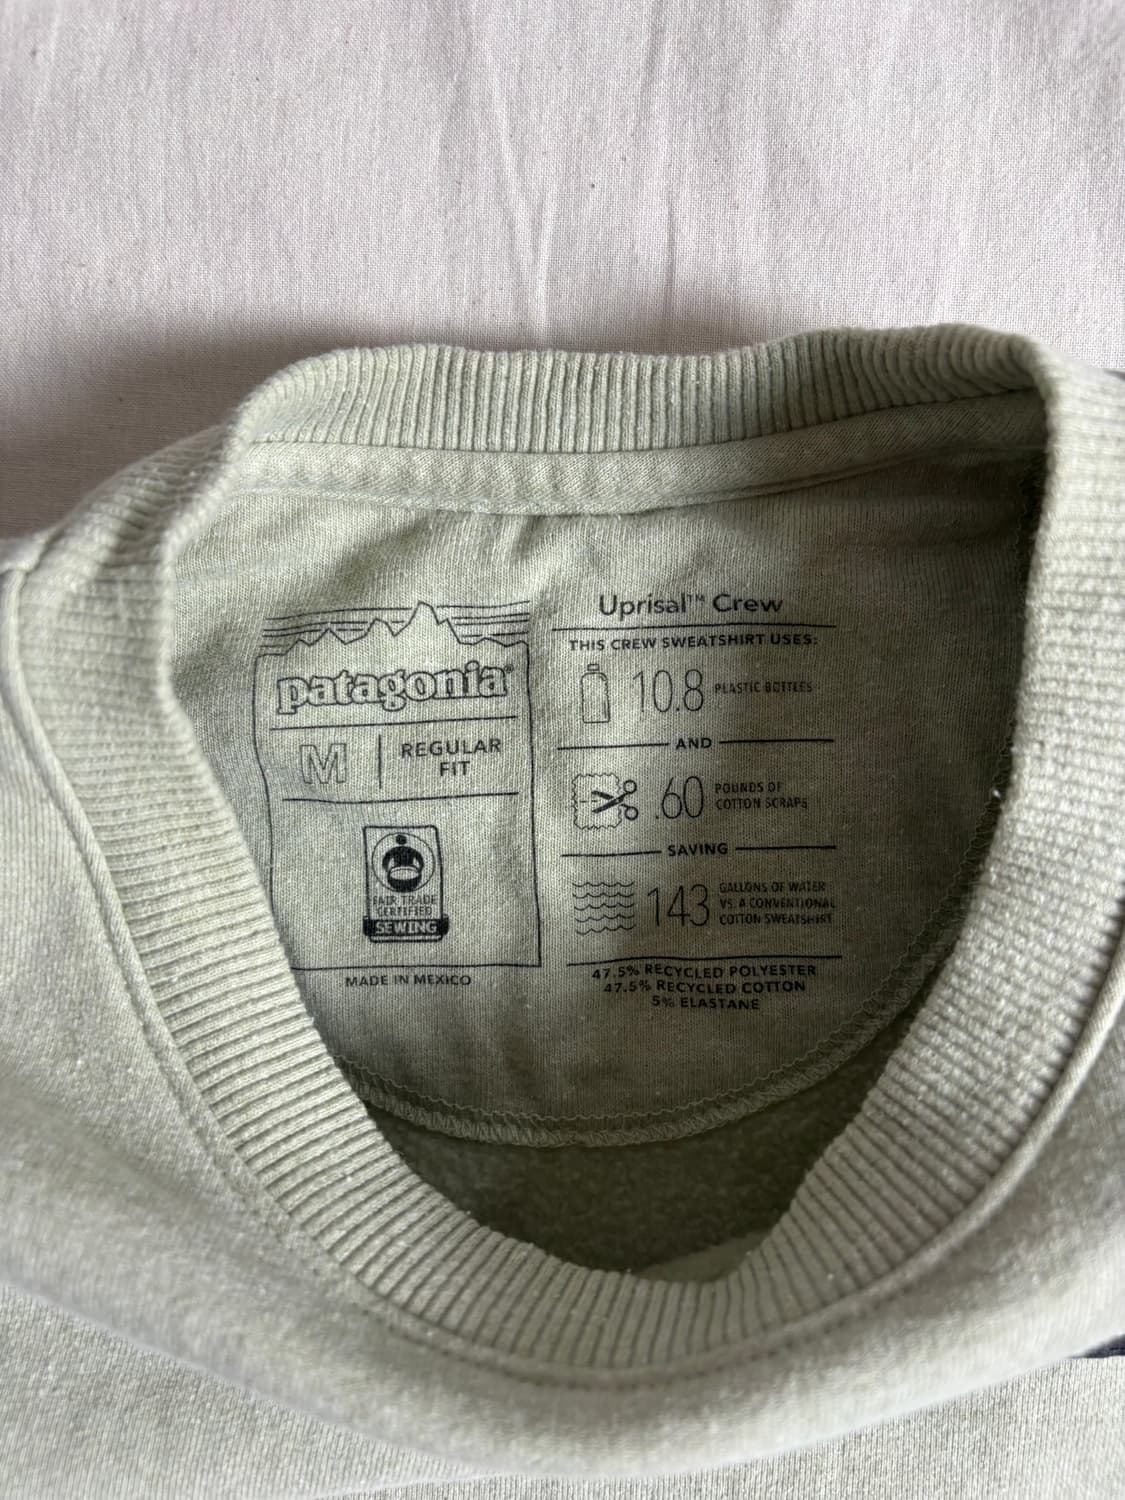 patagonia®
M
REGULAR
FIT
FAIR TRADE
CERTIFIED
SEWING
MADE IN MEXICO
Uprisal™ Crew
THIS CREW SWEATSHIRT USES:
10.8 PLASTIC BOTTLES
AND
.60 POUNDS OF
COTTON SCRAPS
SAVING
143 GALLONS OF WATER
VS. A CONVENTIONAL
COTTON SWEATSHIRT
47.5% RECYCLED POLYESTER
47.5% RECYCLED COTTON
5% ELASTANE